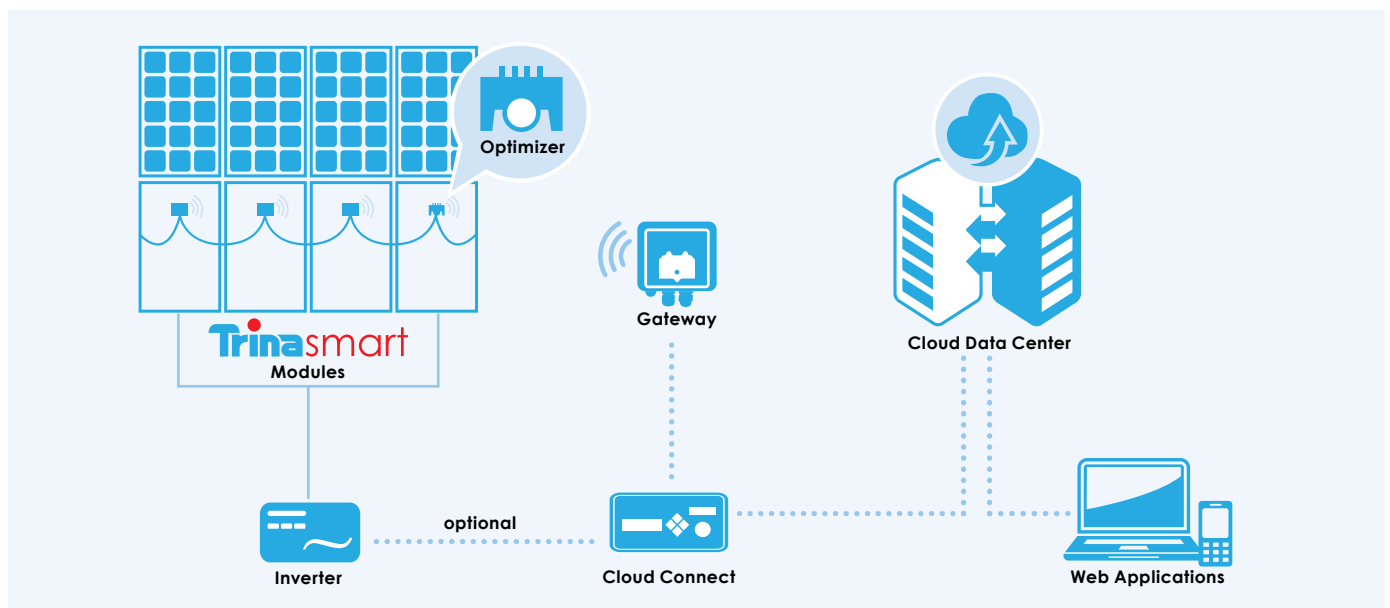 Optimizer
Trinasmart
Modules
Gateway
Cloud Data Center
optional
Inverter
Cloud Connect
Web Applications